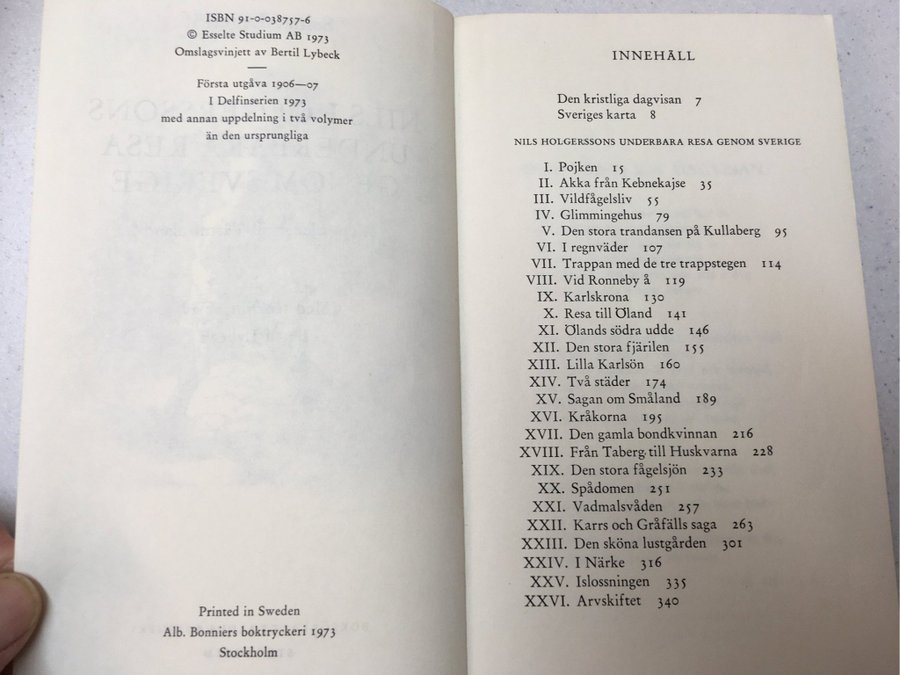 ISBN 91-0-038757-6
© Esselte Studium AB 1973
Omslagsvinjett av Bertil Lybeck
Första utgåva 1906—07
I Delfinserien 1973
med annan uppdelning i två volymer
än den ursprungliga
Printed in Sweden
Alb. Bonniers boktryckeri 1973
Stockholm
INNEHÅLL
Den kristliga dagvisan 7
Sveriges karta 8
NILS HOLGERSSONS UNDERBARA RESA GENOM SVERIGE
I. Pojken 15
II. Akka från Kebnekajse 35
III. Vildfågelsliv 55
IV. Glimmingehus 79
V. Den stora trandansen på Kullaberg 95
VI. I regnväder 107
VII. Trappan med de tre trappstegen 114
VIII. Vid Ronneby å 119
IX. Karlskrona 130
X. Resa till Öland 141
XI. Ölands södra udde 146
XII. Den stora fjärilen 155
XIII. Lilla Karlsön 160
XIV. Två städer 174
XV. Sagan om Småland 189
XVI. Kråkorna 195
XVII. Den gamla bondkvinnan 216
XVIII. Från Taberg till Huskvarna 228
XIX. Den stora fågelsjön 233
XX. Spådomen 251
XXI. Vadmalsvåden 257
XXII. Karrs och Gråfälls saga 263
XXIII. Den sköna lustgården 301
XXIV. I Närke 316
XXV. Islossningen 335
XXVI. Arvskiftet 340